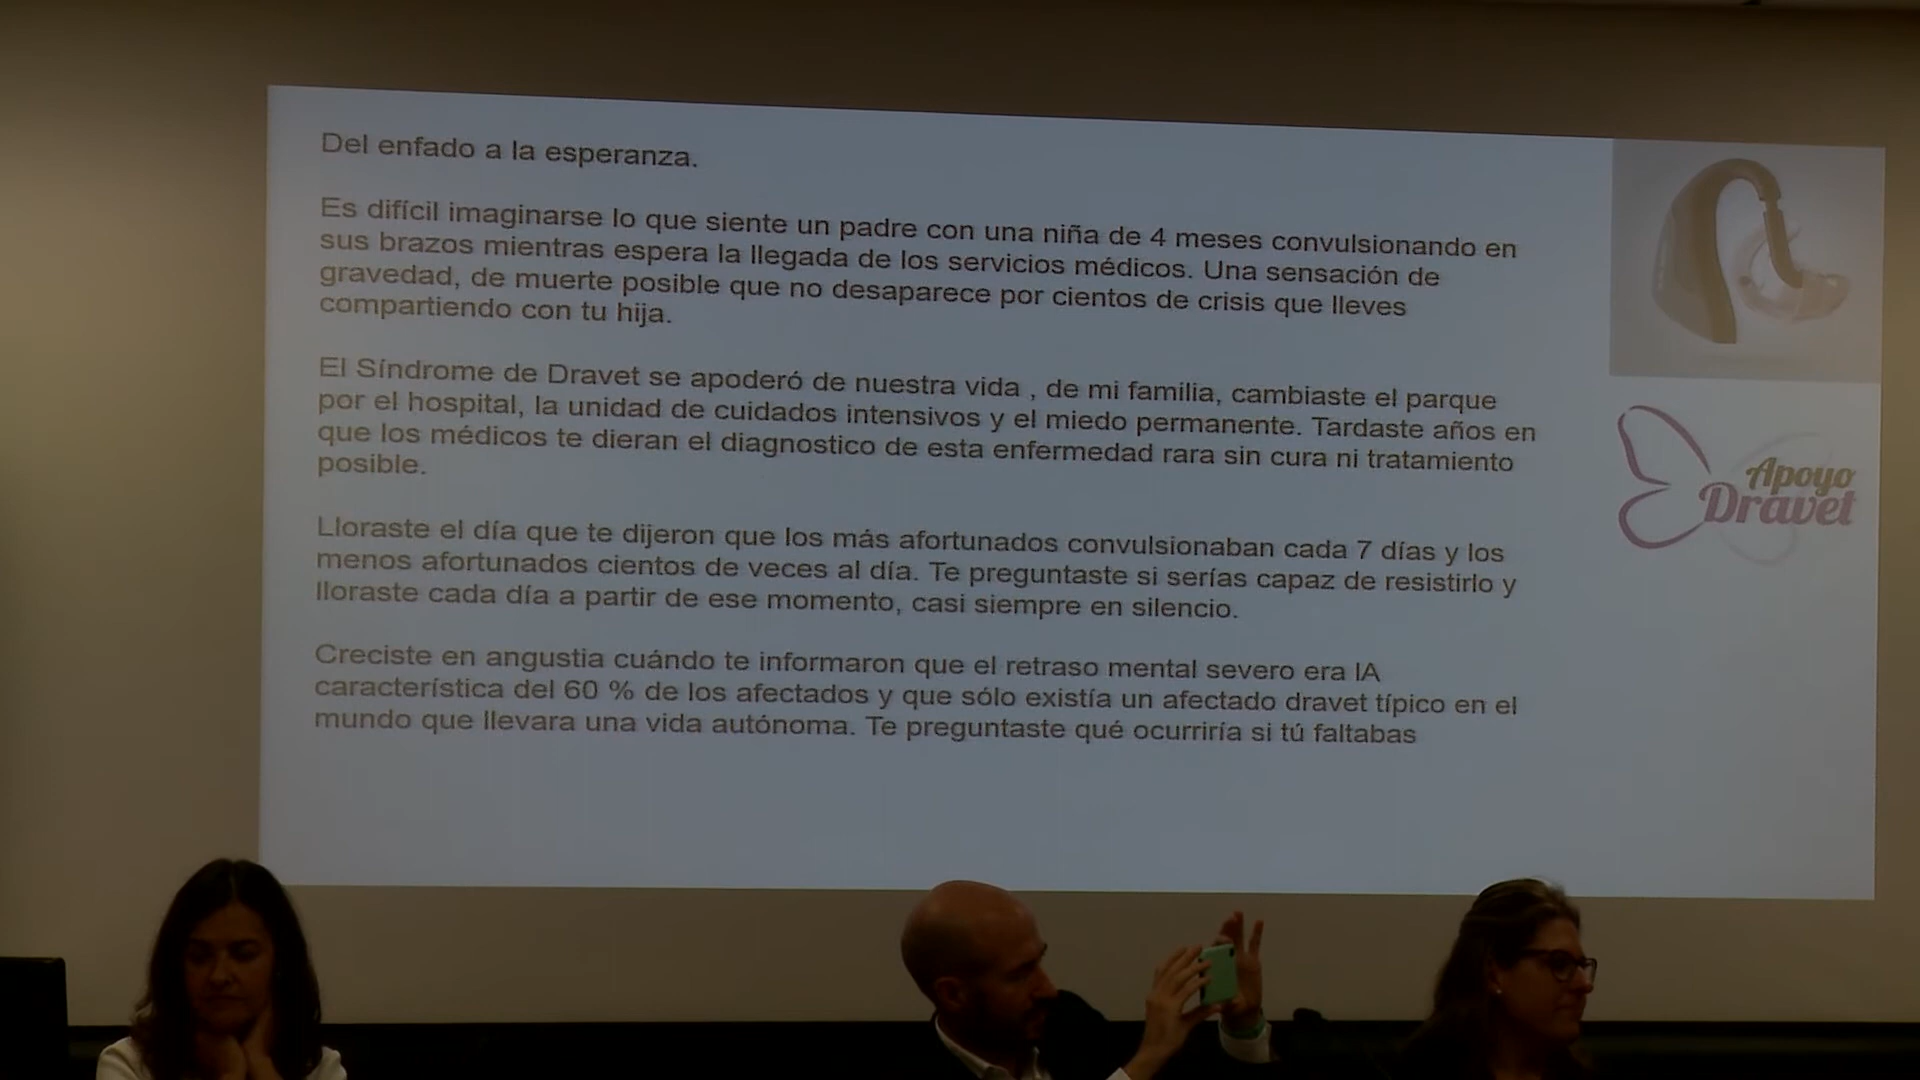 Del enfado a la esperanza.
Es difícil imaginarse lo que siente un padre con una niña de 4 meses convulsionando en
sus brazos mientras espera la llegada de los servicios médicos. Una sensación de
gravedad, de muerte posible que no desaparece por cientos de crisis que lleves
compartiendo con tu hija.
El Síndrome de Dravet se apoderó de nuestra vida , de mi familia, cambiaste el parque
por el hospital, la unidad de cuidados intensivos y el miedo permanente. Tardaste años en
que los médicos te dieran el diagnostico de esta enfermedad rara sin cura ni tratamiento
posible.
Lloraste el día que te dijeron que los más afortunados convulsionaban cada 7 días y los
menos afortunados cientos de veces al día. Te preguntaste si serías capaz de resistirlo y
lloraste cada día a partir de ese momento, casi siempre en silencio.
Creciste en angustia cuándo te informaron que el retraso mental severo era lA
característica del 60 % de los afectados y que sólo existía un afectado dravet típico en el
mundo que llevara una vida autónoma. Te preguntaste qué ocurriría si tú faltabas
Apoyo
Dravet